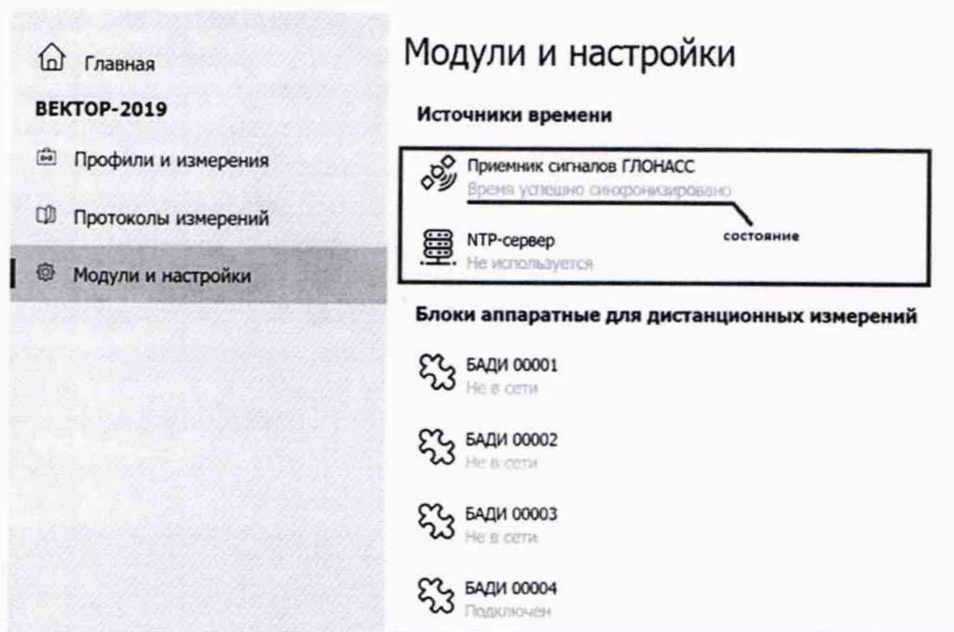 Главная
ВЕКТОР-2019
Профили и измерения
Протоколы измерений
Модули и настройки
Модули и настройки
Источники времени
Приемник сигналов ГЛОНАСС
Время успешно синхронизировано
состояние
NTP-сервер
Не используется
Блоки аппаратные для дистанционных измерений
БАДИ 00001
Не в сети
БАДИ 00002
Не в сети
БАДИ 00003
Не в сети
БАДИ 00004
Подключен